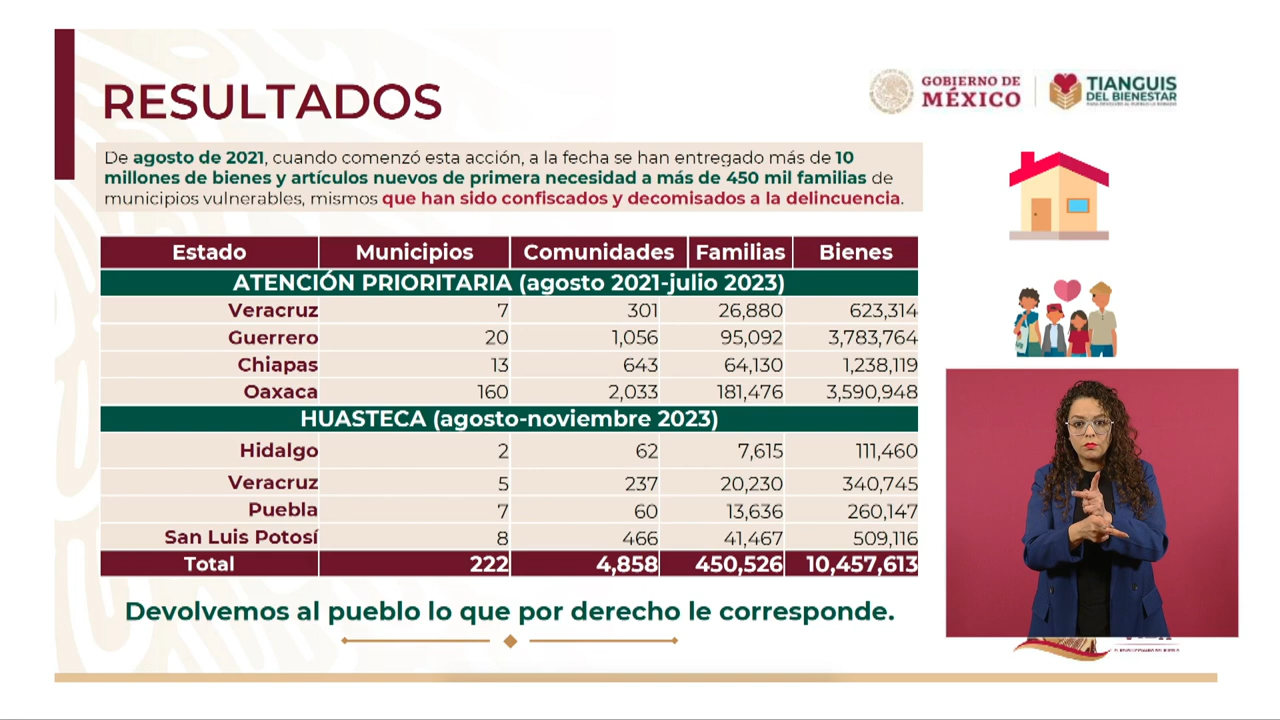 RESULTADOS
GOBIERNO DE
MÉXICO
TIANGUIS
DEL BIENESTAR
De agosto de 2021, cuando comenzó esta acción, a la fecha se han entregado más de 10
millones de bienes y artículos nuevos de primera necesidad a más de 450 mil familias de
municipios vulnerables, mismos que han sido confiscados y decomisados a la delincuencia.
Estado Municipios Comunidades Familias Bienes
ATENCIÓN PRIORITARIA (agosto 2021-julio 2023)
Veracruz 7 301 26,880 623,314
Guerrero 20 1,056 95,092 3,783,764
Chiapas 13 643 64,130 1,238,119
Oaxaca 160 2,033 181,476 3,590,948
HUASTECA (agosto-noviembre 2023)
Hidalgo 2 62 7,615 111,460
Veracruz 5 237 20,230 340,745
Puebla 7 60 13,636 260,147
San Luis Potosí 8 466 41,467 509,116
Total 222 4,858 450,526 10,457,613
Devolvemos al pueblo lo que por derecho le corresponde.